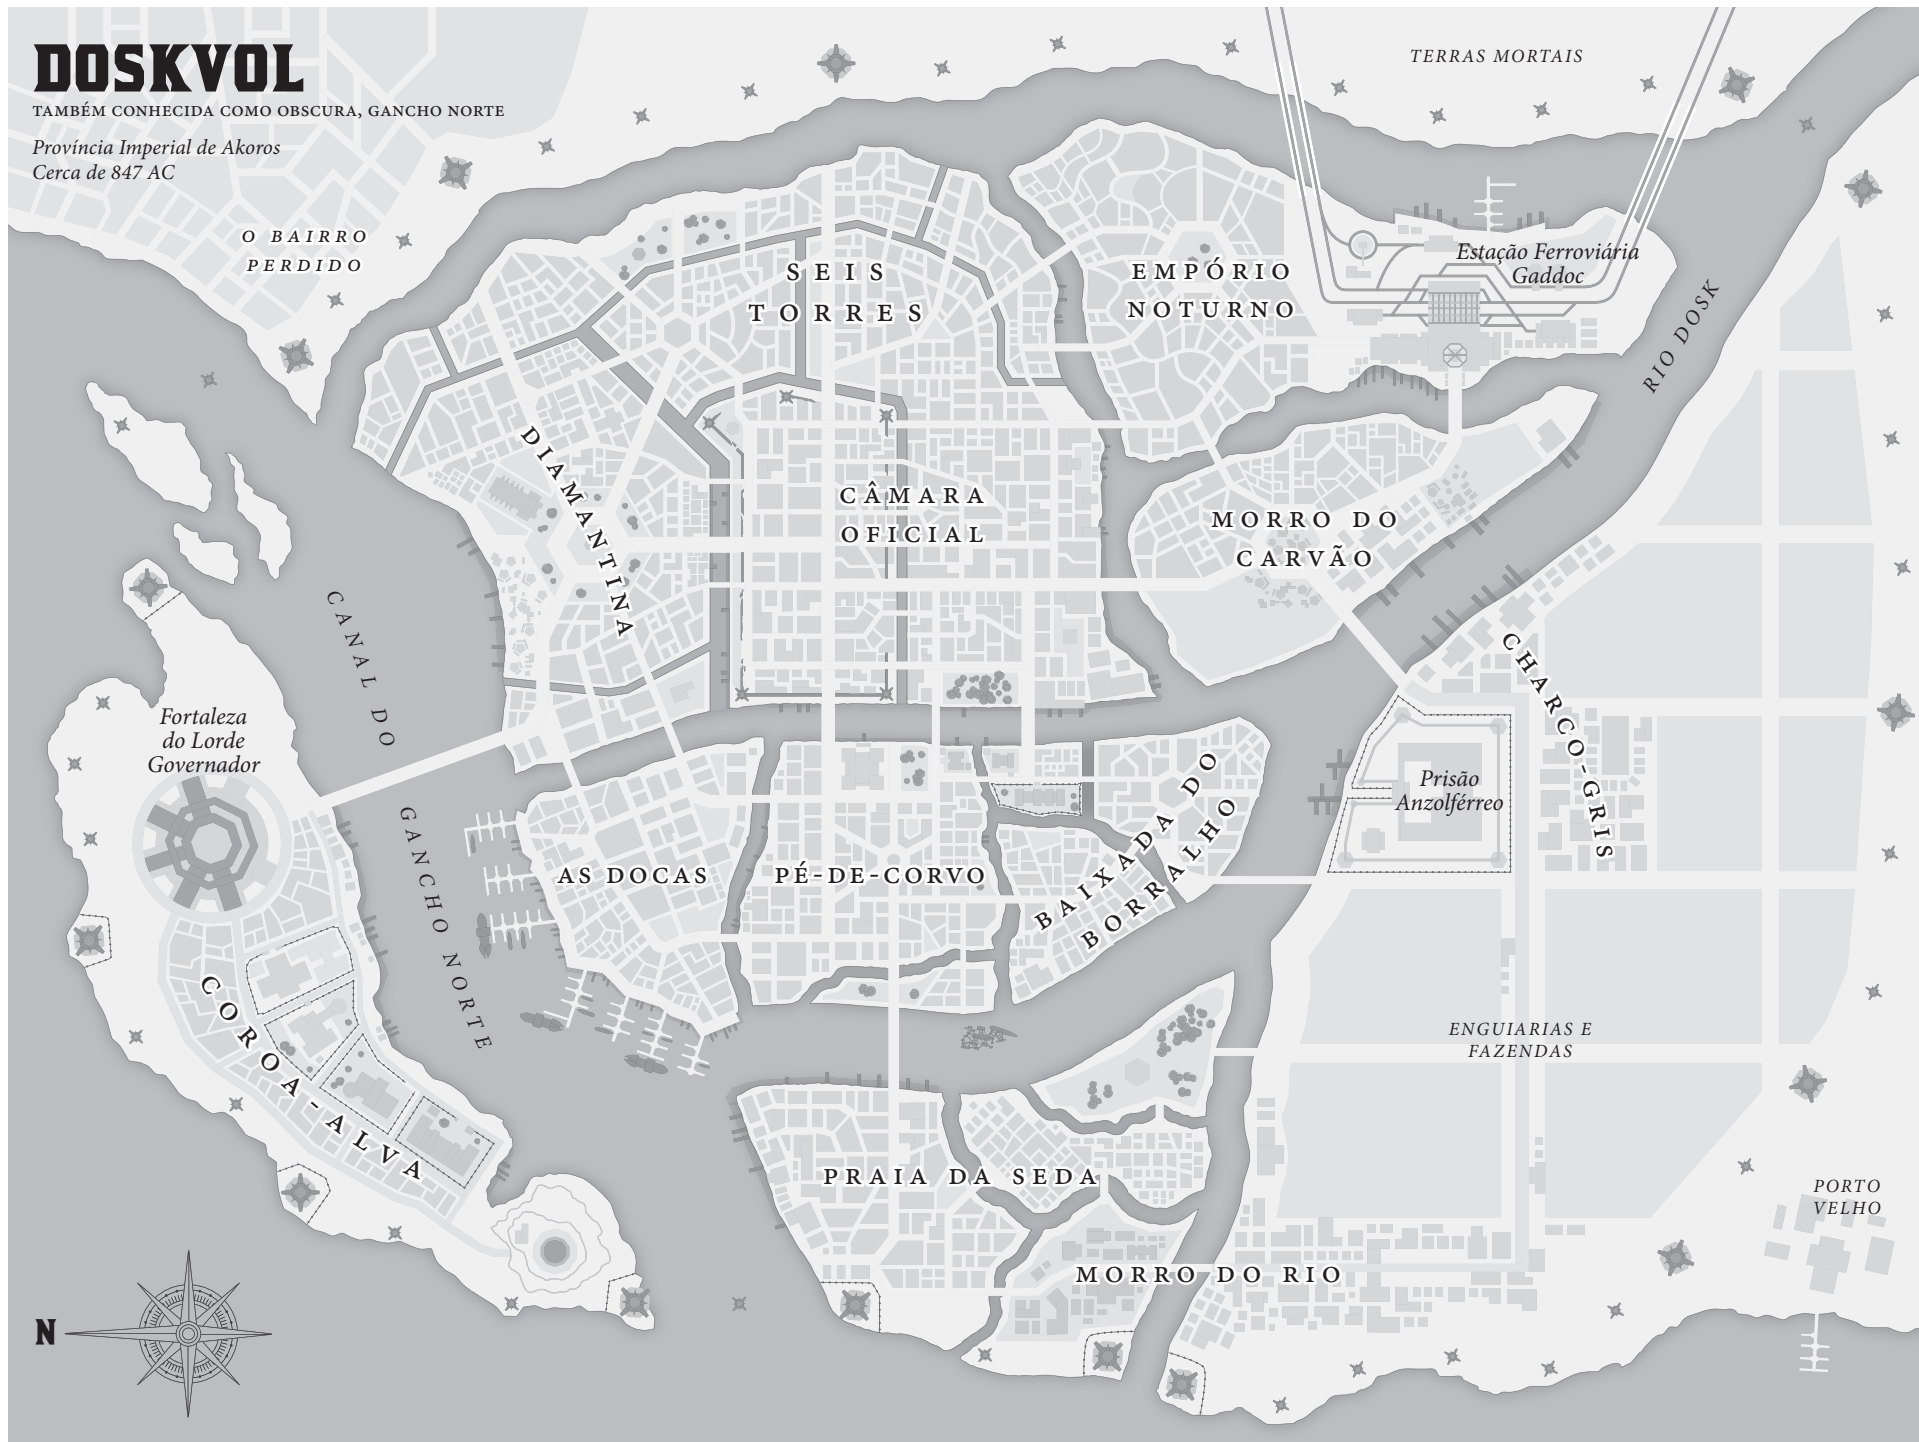 DOSKVOL
TAMBÉM CONHECIDA COMO OBSCURA, GANCHO NORTE
Província Imperial de Akoros
Cerca de 847 AC
TERRAS MORTAIS
O BAIRRO
PERDIDO
SEIS
TORRES
EMPÓRIO
NOTURNO
Estação Ferroviária
Gaddoc
RIO DOSK
DIAMANTINA
CÂMARA
OFICIAL
MORRO DO
CARVÃO
CANAL DO GANCHO NORTE
CHARCO-GRIS
Fortaleza
do Lorde
Governador
Prisão
Anzolférreo
AS DOCAS
PÉ-DE-CORVO
BAIXADA DO
BORRALHO
COROA-ALVA
ENGUIARIAS E
FAZENDAS
PRAIA DA SEDA
PORTO
VELHO
MORRO DO RIO
N